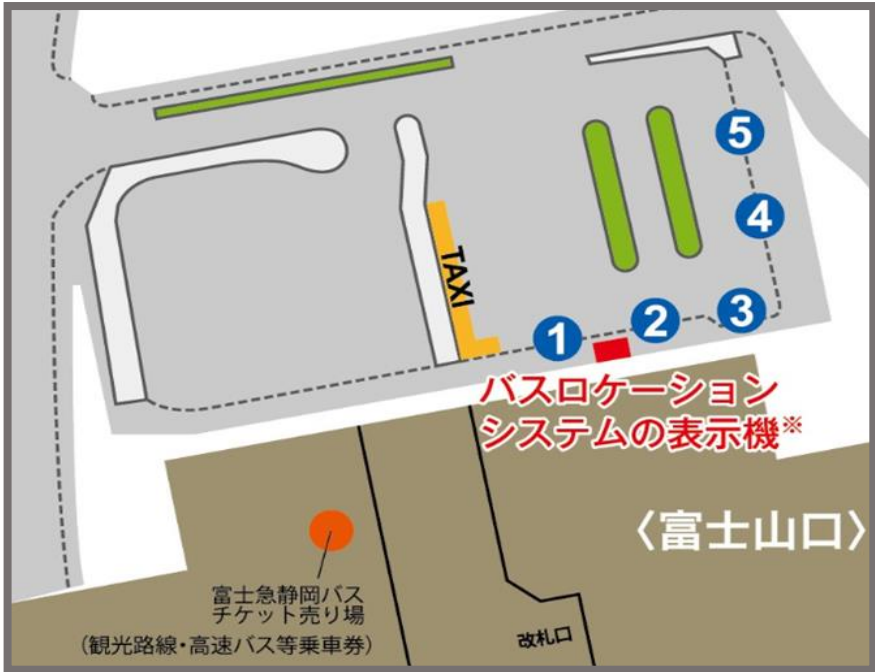 5
4
TAXI
1
2
3
バスロケーション
システムの表示機※
〈富士山口〉
富士急静岡バス
チケット売り場
(観光路線・高速バス等乗車券)
改札口